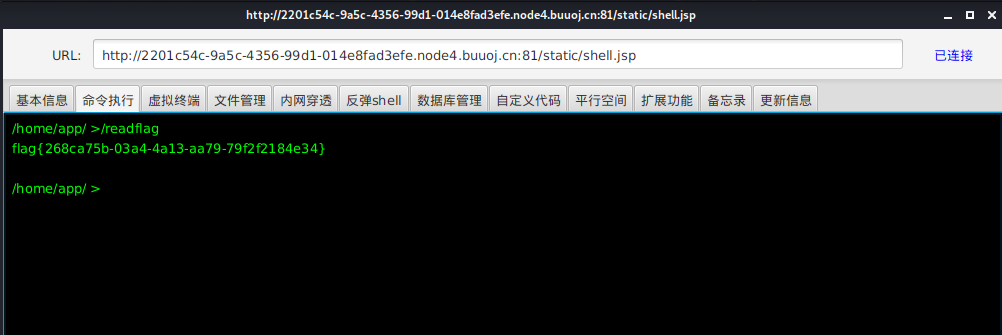 http://2201c54c-9a5c-4356-99d1-014e8fad3efe.node4.buuoj.cn:81/static/shell.jsp
URL: http://2201c54c-9a5c-4356-99d1-014e8fad3efe.node4.buuoj.cn:81/static/shell.jsp 已连接
基本信息 命令执行 虚拟终端 文件管理 内网穿透 反弹shell 数据库管理 自定义代码 平行空间 扩展功能 备忘录 更新信息
/home/app/ >/readflag
flag{268ca75b-03a4-4a13-aa79-79f2f2184e34}
/home/app/ >